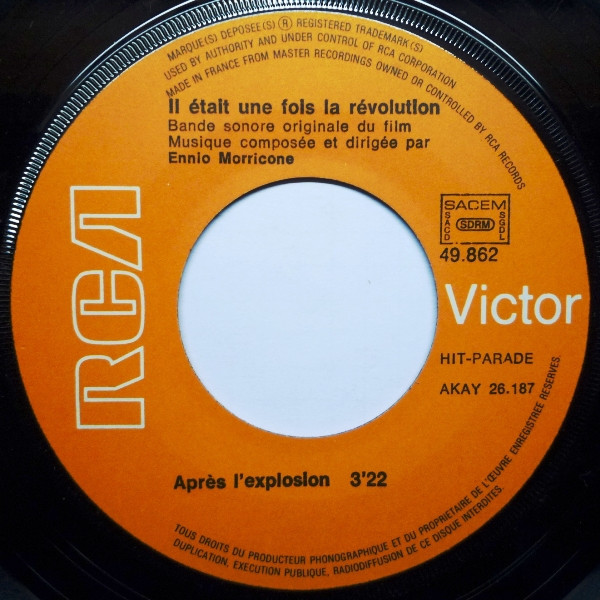 MARQUE(S) DEPOSEE(S) ® REGISTERED TRADEMARK(S)
USED BY AUTHORITY AND UNDER CONTROL OF RCA CORPORATION
MADE IN FRANCE FROM MASTER RECORDINGS OWNED OR CONTROLLED BY RCA RECORDS
Il était une fois la révolution
Bande sonore originale du film
Musique composée et dirigée par
Ennio Morricone
RCA
SACEM
SACD
SDRM
SGDL
49.862
Victor
HIT-PARADE
AKAY 26.187
Après l'explosion 3'22
TOUS DROITS DU PRODUCTEUR PHONOGRAPHIQUE ET DU PROPRIETAIRE DE L'ŒUVRE ENREGISTREE RESERVES.
DUPLICATION, EXECUTION PUBLIQUE, RADIODIFFUSION DE CE DISQUE INTERDITES.